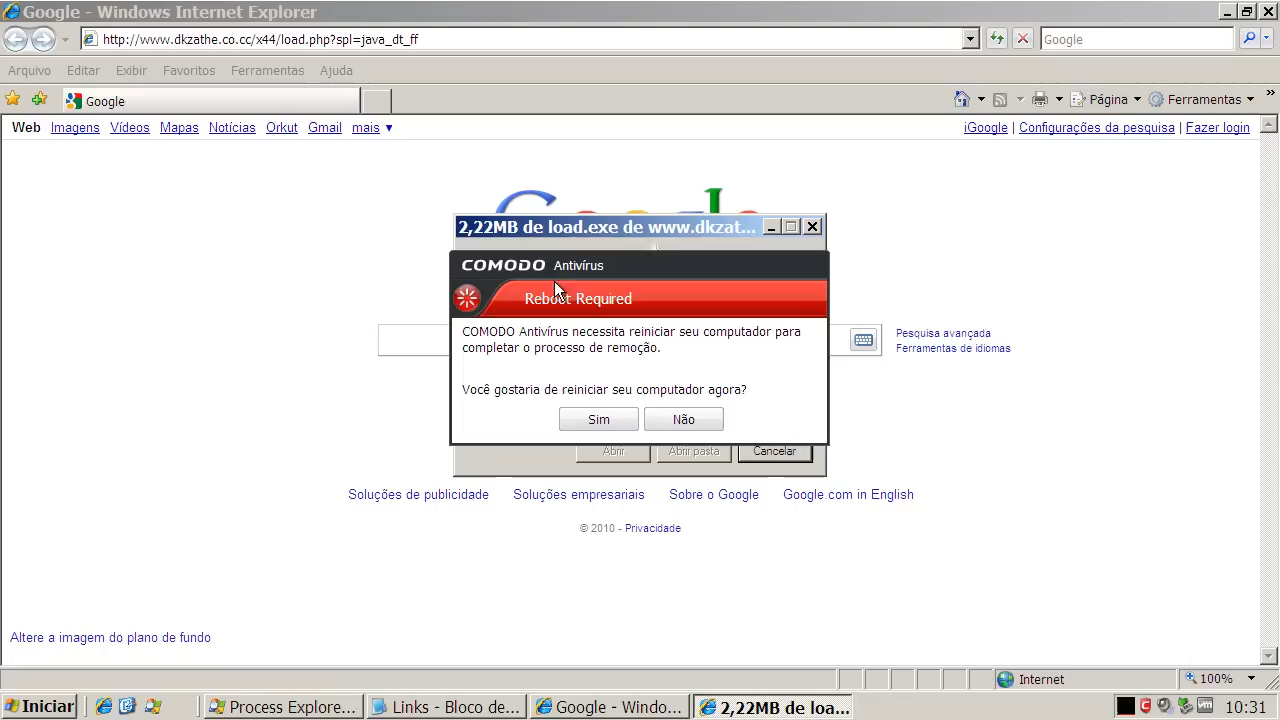 Google - Windows Internet Explorer
http://www.dkzathe.co.cc/x44/load.php?spl=java_dt_ff
Google
Arquivo Editar Exibir Favoritos Ferramentas Ajuda
Google
Página Ferramentas »
Web Imagens Vídeos Mapas Notícias Orkut Gmail mais ▼
iGoogle | Configurações da pesquisa | Fazer login
2,22MB de load.exe de www.dkzat...
COMODO Antivírus
Reboot Required
COMODO Antivírus necessita reiniciar seu computador para
completar o processo de remoção.
Você gostaria de reiniciar seu computador agora?
Sim Não
Abrir Abrir pasta Cancelar
Pesquisa avançada
Ferramentas de idiomas
Soluções de publicidade Soluções empresariais Sobre o Google Google.com in English
© 2010 - Privacidade
Altere a imagem do plano de fundo
Internet 100%
Iniciar Process Explore... Links - Bloco de... Google - Windo... 2,22MB de loa... 10:31